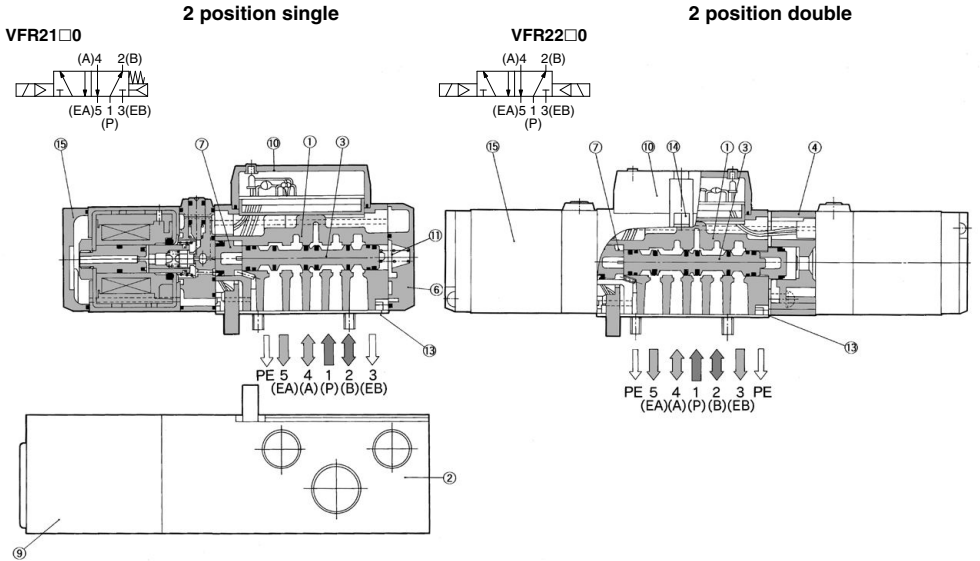 2 position single
2 position double
VFR21□0
VFR22□0
(A)4 2(B)
(EA)5 1 3(EB)
(P)
(A)4 2(B)
(EA)5 1 3(EB)
(P)
⑮ ⑦ ⑩ ① ③
⑪
⑥
⑬
⑮ ⑦ ⑩ ⑭ ① ③ ④
⑬
PE 5 4 1 2 3
(EA) (A) (P) (B) (EB)
PE 5 4 1 2 3 PE
(EA) (A) (P) (B) (EB)
②
⑨